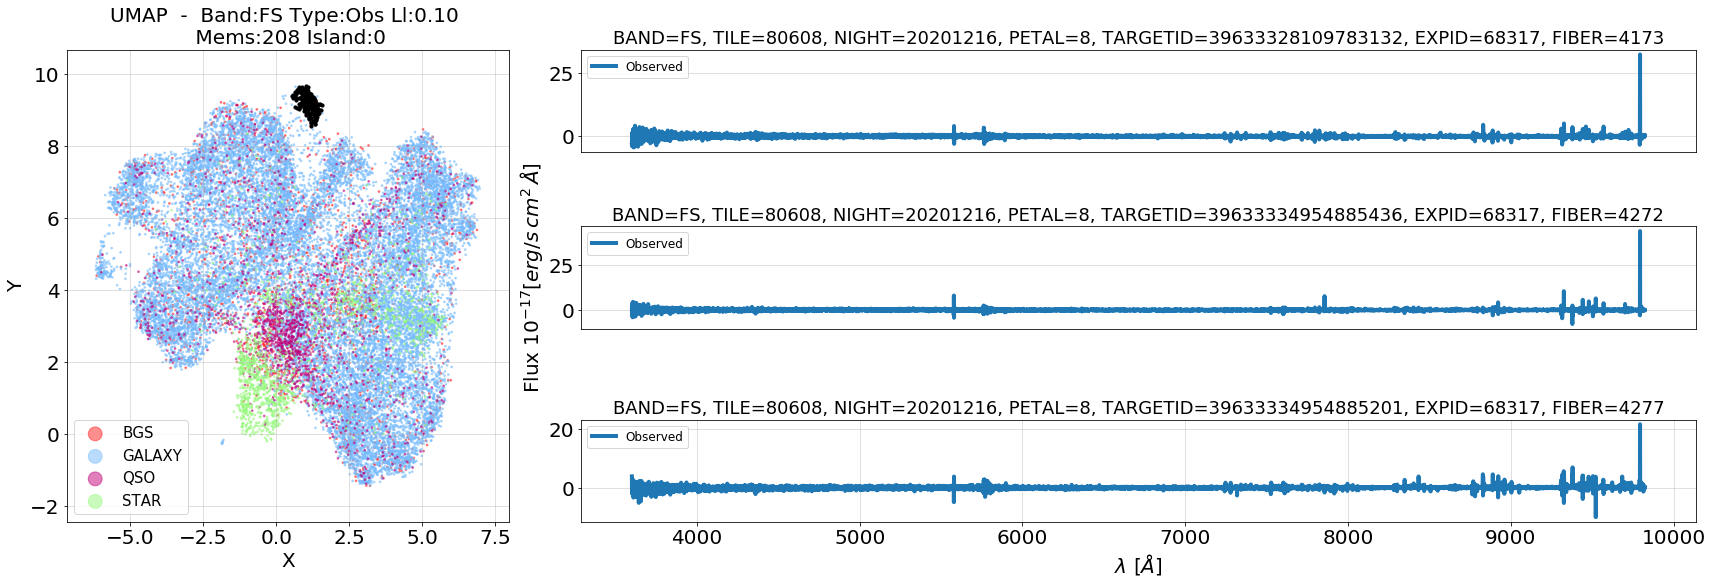 UMAP - Band:FS Type:Obs Ll:0.10
Mems:208 Island:0
10
8
6
4
2
0
−2
Y
BGS
GALAXY
QSO
STAR
−5.0 −2.5 0.0 2.5 5.0 7.5
X
BAND=FS, TILE=80608, NIGHT=20201216, PETAL=8, TARGETID=39633328109783132, EXPID=68317, FIBER=4173
Observed
25
0
BAND=FS, TILE=80608, NIGHT=20201216, PETAL=8, TARGETID=39633334954885436, EXPID=68317, FIBER=4272
Observed
25
0
Flux 10⁻¹⁷[erg/s cm² Å]
BAND=FS, TILE=80608, NIGHT=20201216, PETAL=8, TARGETID=39633334954885201, EXPID=68317, FIBER=4277
Observed
20
0
4000 5000 6000 7000 8000 9000 10000
λ [Å]